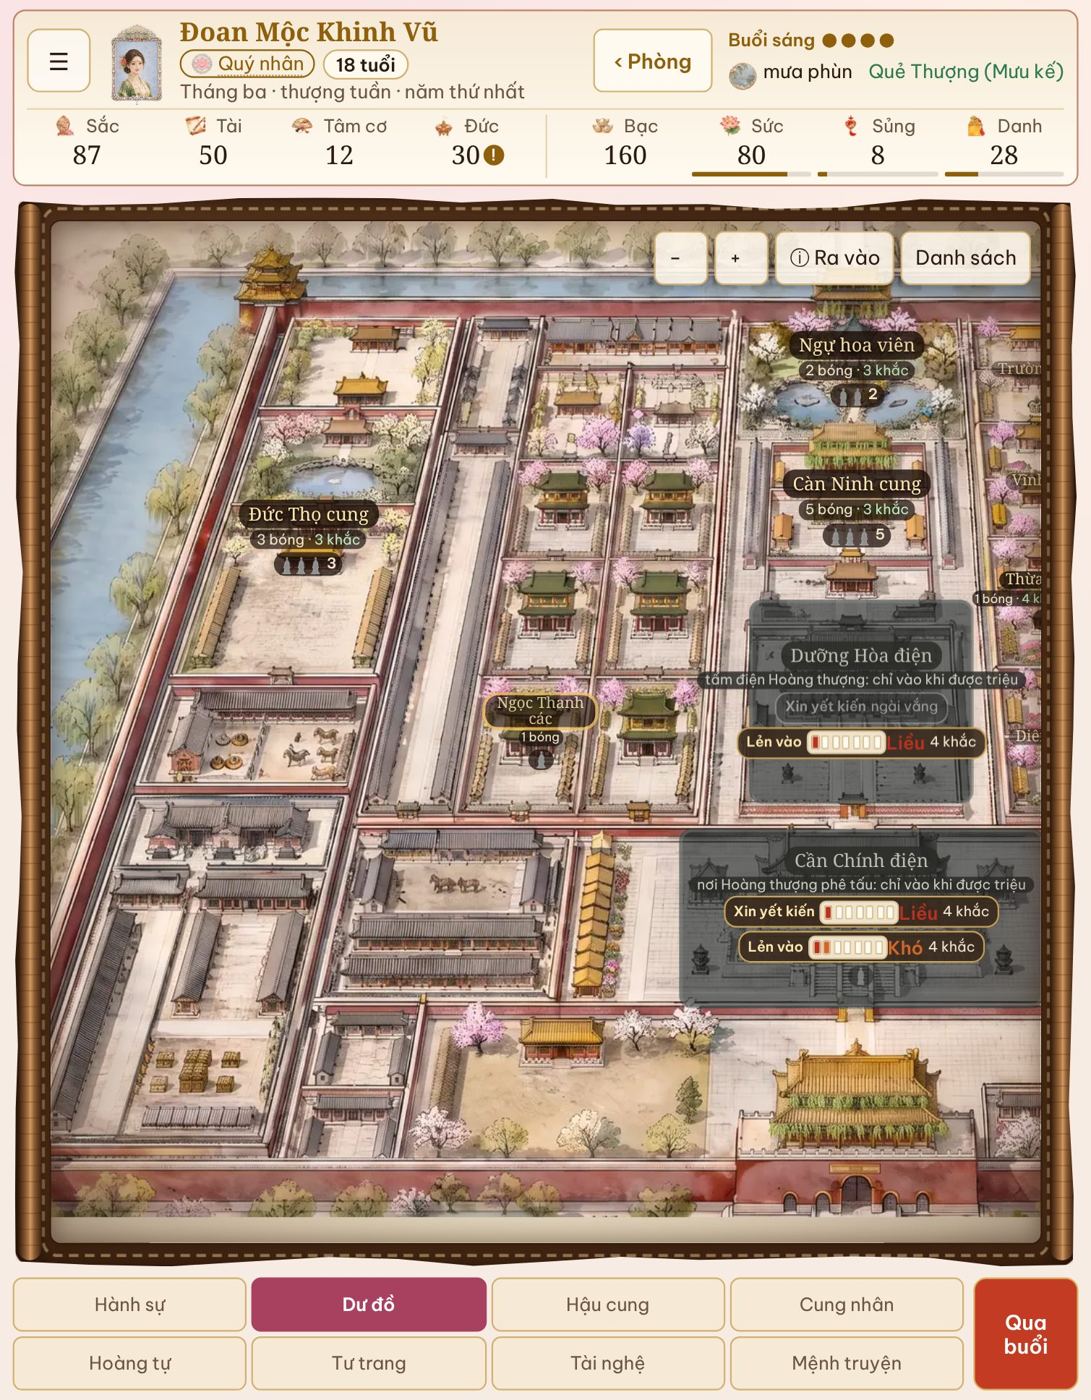 ☰
Đoan Mộc Khinh Vũ
Quý nhân
18 tuổi
Tháng ba · thượng tuần · năm thứ nhất
‹ Phòng
Buổi sáng
mưa phùn
Quẻ Thượng (Mưu kế)
Sắc
87
Tài
50
Tâm cơ
12
Đức
30 !
Bạc
160
Sức
80
Sủng
8
Danh
28
-
+
ⓘ Ra vào
Danh sách
Ngự hoa viên
2 bóng · 3 khắc
2
Càn Ninh cung
5 bóng · 3 khắc
5
Đức Thọ cung
3 bóng · 3 khắc
3
1 bóng · 4
Dưỡng Hòa điện
tẩm điện Hoàng thượng: chỉ vào khi được triệu
Xin yết kiến ngài vắng
Lẻn vào Liều 4 khắc
Ngọc Thanh
các
1 bóng
Cần Chính điện
nơi Hoàng thượng phê tấu: chỉ vào khi được triệu
Xin yết kiến Liều 4 khắc
Lẻn vào Khó 4 khắc
Hành sự
Dư đồ
Hậu cung
Cung nhân
Hoàng tự
Tư trang
Tài nghệ
Mệnh truyện
Qua
buổi